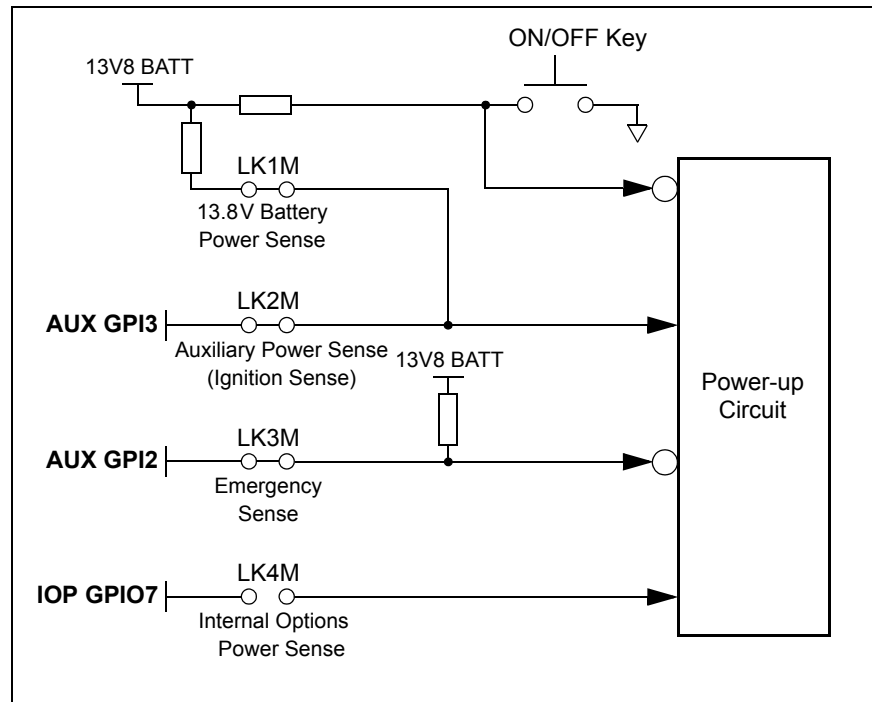 ON/OFF Key
13V8 BATT
LK1M
13.8V Battery
Power Sense
LK2M
AUX GPI3
Auxiliary Power Sense
(Ignition Sense)
13V8 BATT
Power-up
Circuit
LK3M
AUX GPI2
Emergency
Sense
LK4M
IOP GPIO7
Internal Options
Power Sense